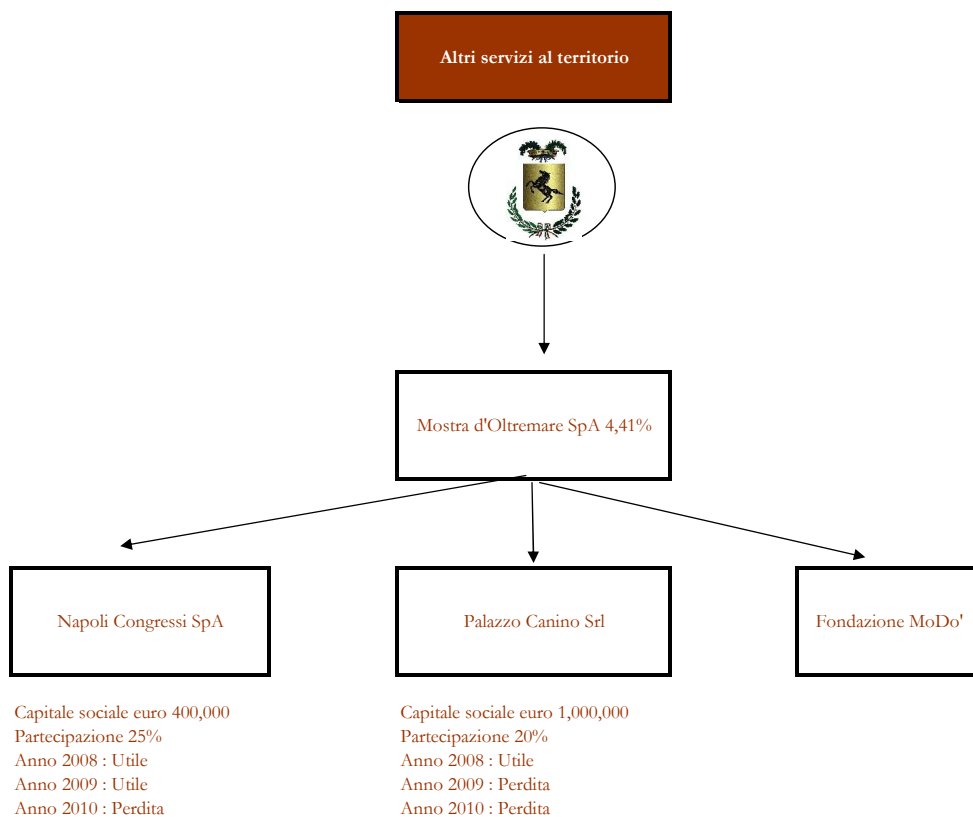 Altri servizi al territorio
Mostra d'Oltremare SpA 4,41%
Napoli Congressi SpA
Palazzo Canino Srl
Fondazione MoDo'
Capitale sociale euro 400,000
Partecipazione 25%
Anno 2008 : Utile
Anno 2009 : Utile
Anno 2010 : Perdita
Capitale sociale euro 1,000,000
Partecipazione 20%
Anno 2008 : Utile
Anno 2009 : Perdita
Anno 2010 : Perdita